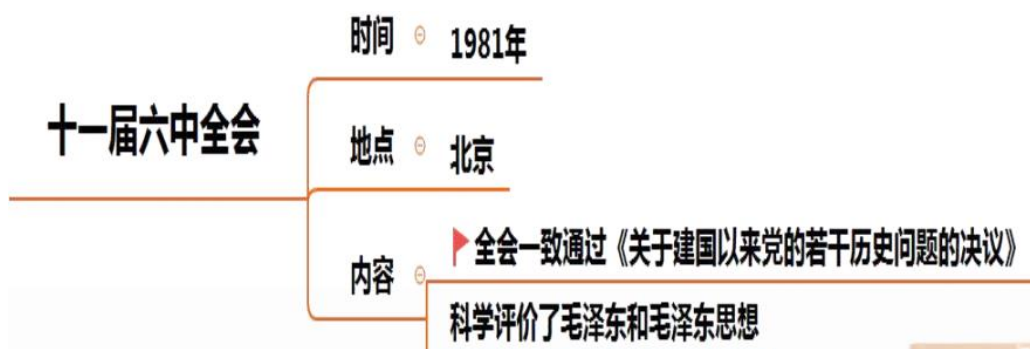 时间
1981年
十一届六中全会
地点
北京
全会一致通过《关于建国以来党的若干历史问题的决议》
内容
科学评价了毛泽东和毛泽东思想